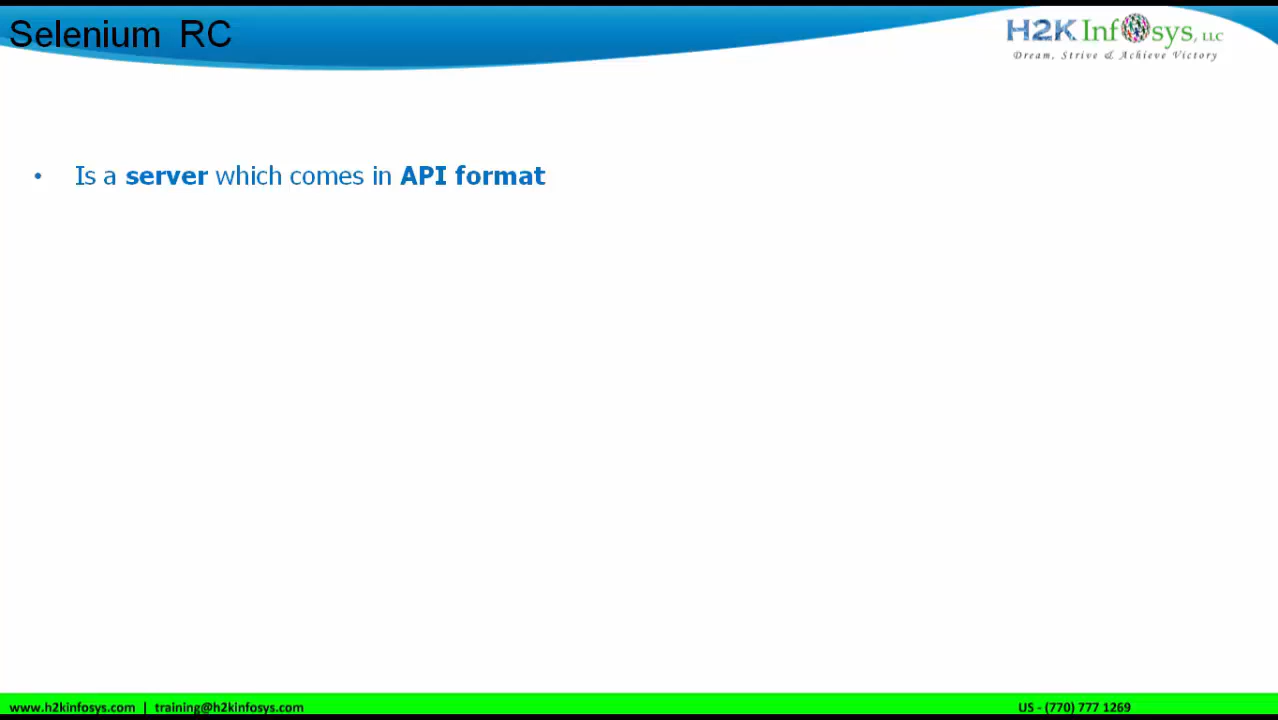 Selenium RC
H2K Infosys, LLC
Dream, Strive & Achieve Victory
• Is a server which comes in API format
www.h2kinfosys.com | training@h2kinfosys.com
US - (770) 777 1269